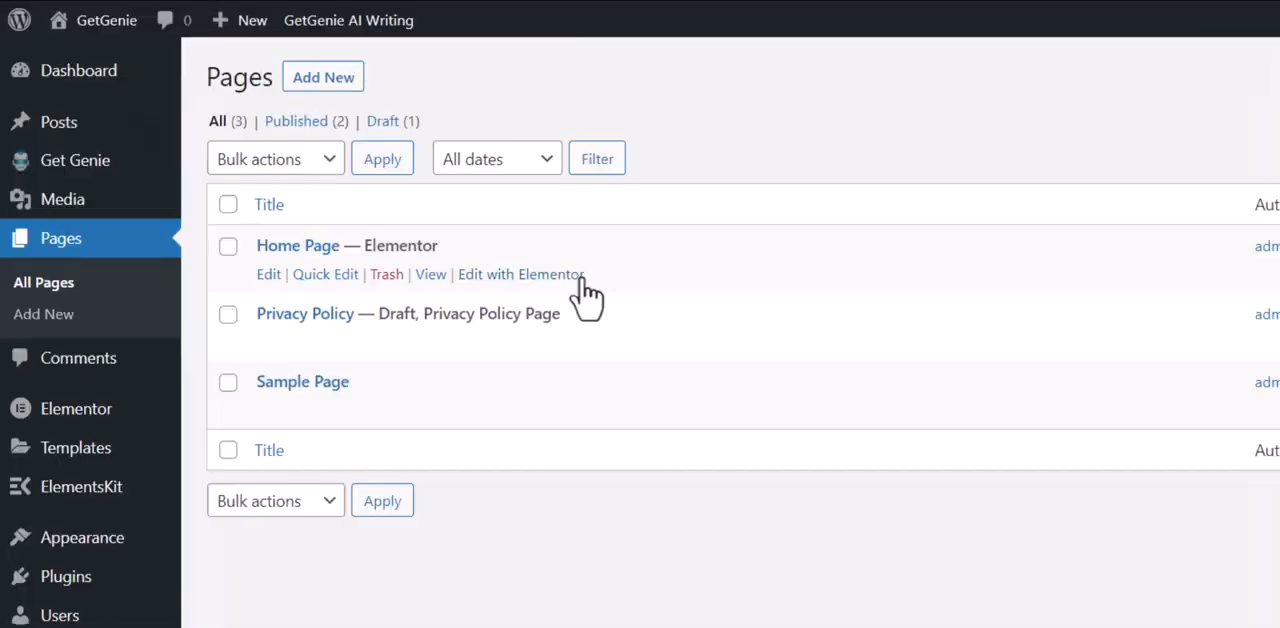 GetGenie 0 New GetGenie AI Writing
Dashboard
Posts
Get Genie
Media
Pages
All Pages
Add New
Comments
Elementor
Templates
ElementsKit
Appearance
Plugins
Users
Pages Add New
All (3) | Published (2) | Draft (1)
Bulk actions Apply All dates Filter
Title Aut
Home Page — Elementor adm
Edit | Quick Edit | Trash | View | Edit with Elementor
Privacy Policy — Draft, Privacy Policy Page adm
Sample Page adm
Title Aut
Bulk actions Apply